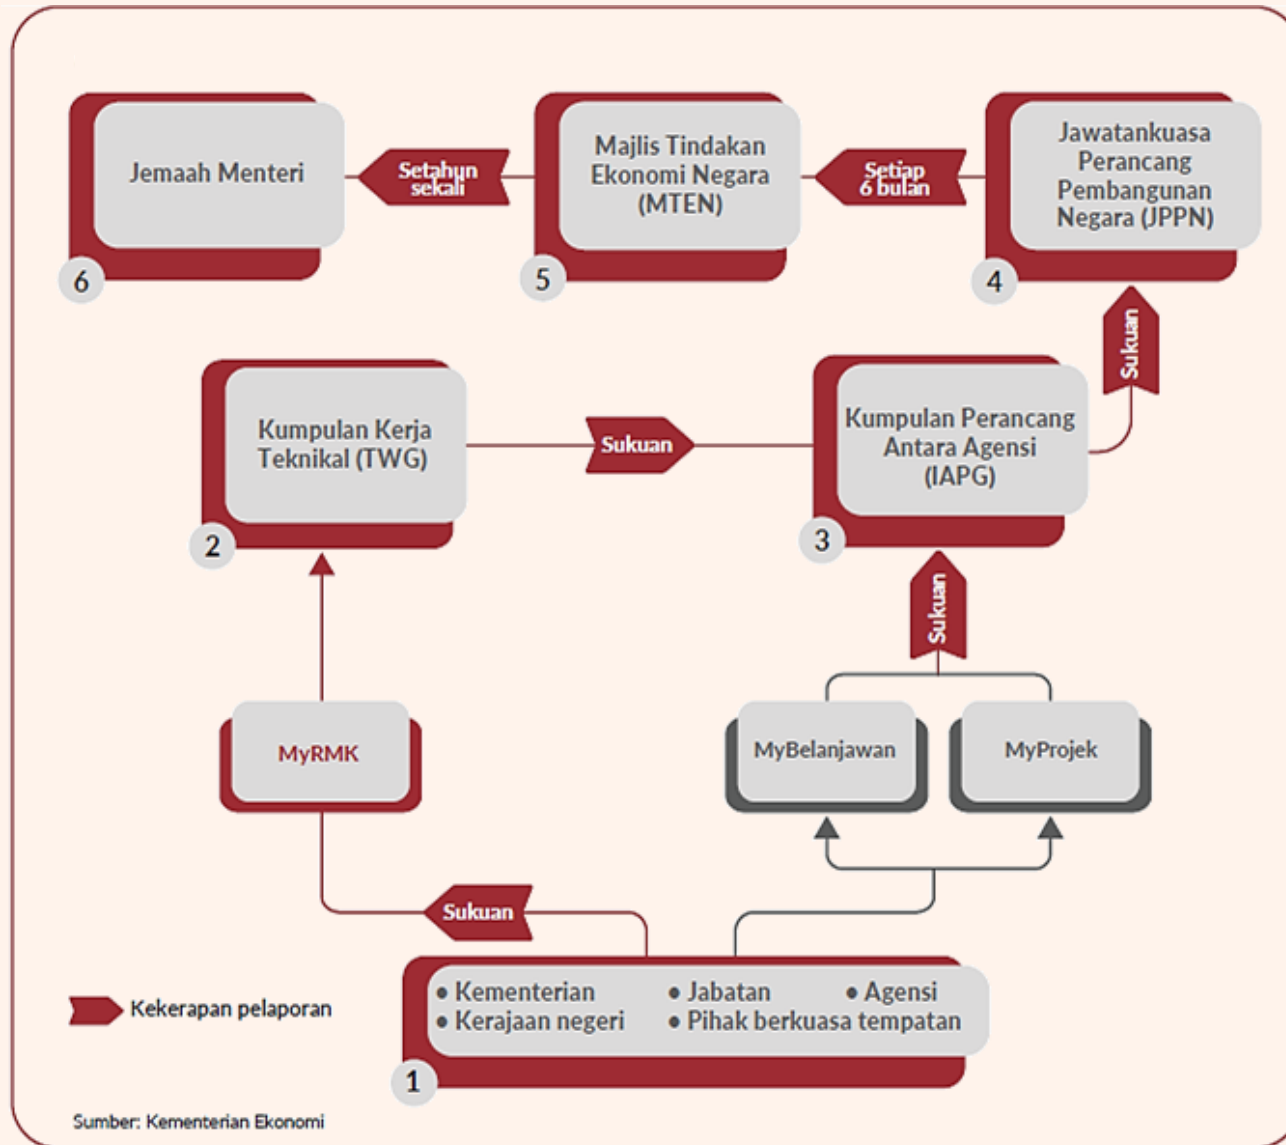 Jemaah Menteri
6
Setahun
sekali
Majlis Tindakan
Ekonomi Negara
(MTEN)
5
Setiap
6 bulan
Jawatankuasa
Perancang
Pembangunan
Negara (JPPN)
4
Sukuan
Kumpulan Kerja
Teknikal (TWG)
2
Sukuan
Kumpulan Perancang
Antara Agensi
(IAPG)
3
Sukuan
MyRMK
MyBelanjawan
MyProjek
Sukuan
• Kementerian • Jabatan • Agensi
• Kerajaan negeri • Pihak berkuasa tempatan
1
Kekerapan pelaporan
Sumber: Kementerian Ekonomi